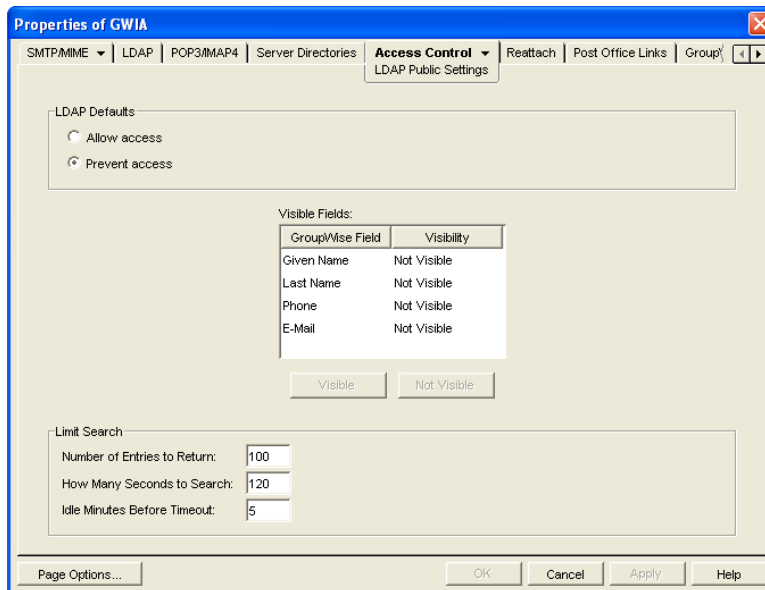 Properties of GWIA
SMTP/MIME LDAP POP3/IMAP4 Server Directories Access Control Reattach Post Office Links
LDAP Public Settings
LDAP Defaults
Allow access
Prevent access
Visible Fields:
GroupWise Field Visibility
Given Name Not Visible
Last Name Not Visible
Phone Not Visible
E-Mail Not Visible
Visible Not Visible
Limit Search
Number of Entries to Return: 100
How Many Seconds to Search: 120
Idle Minutes Before Timeout: 5
Page Options... OK Cancel Apply Help